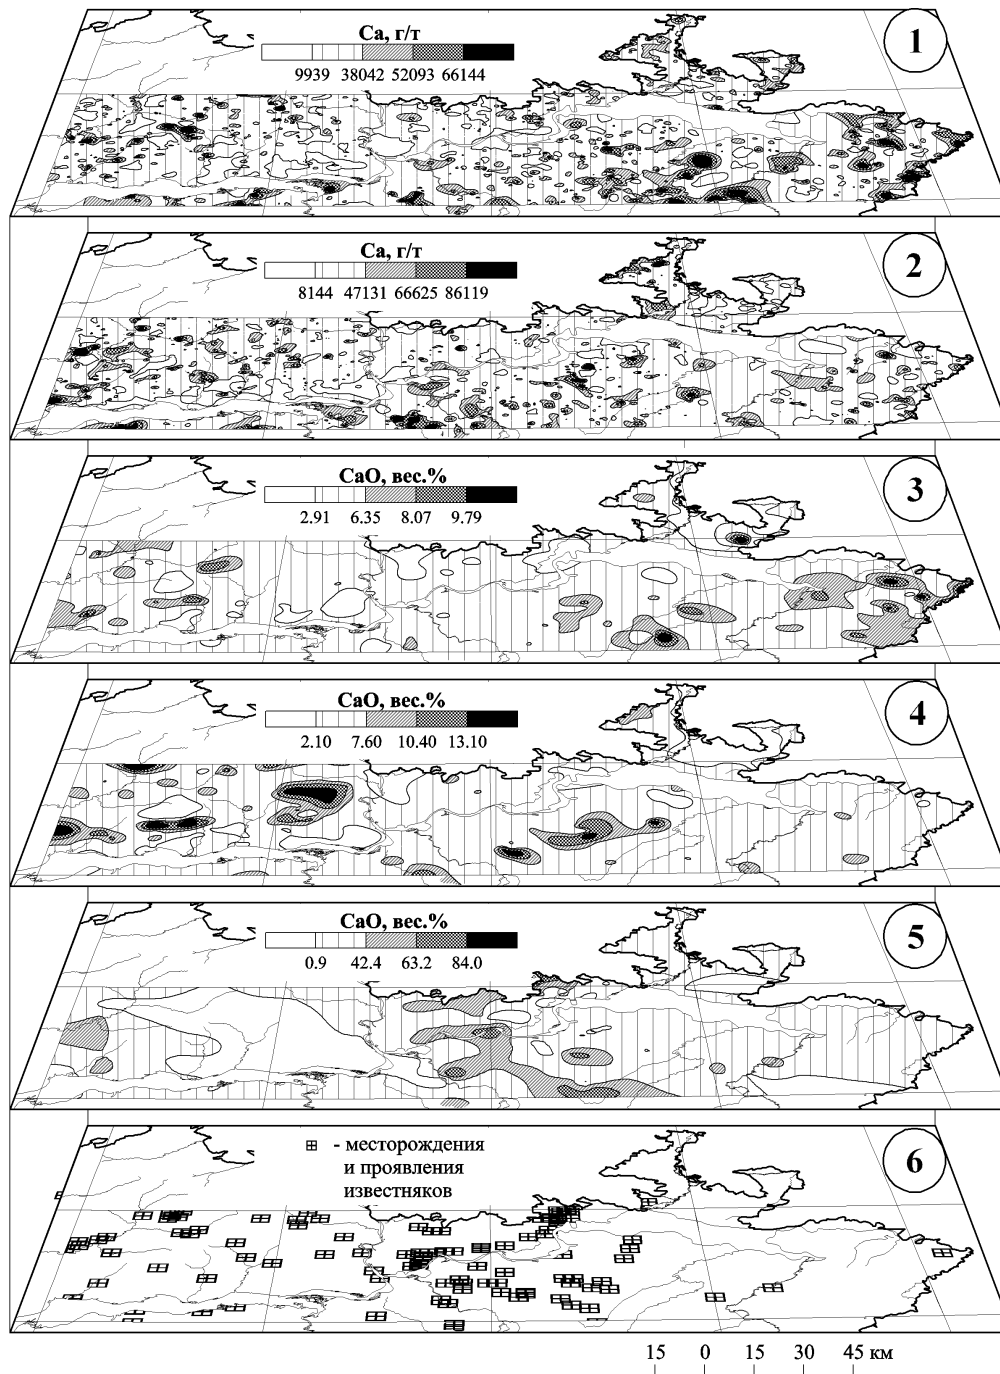 1
Ca, г/т
9939 38042 52093 66144
2
Ca, г/т
8144 47131 66625 86119
3
CaO, вес.%
2.91 6.35 8.07 9.79
4
CaO, вес.%
2.10 7.60 10.40 13.10
5
CaO, вес.%
0.9 42.4 63.2 84.0
6
- месторождения
и проявления
известняков
15 0 15 30 45 км